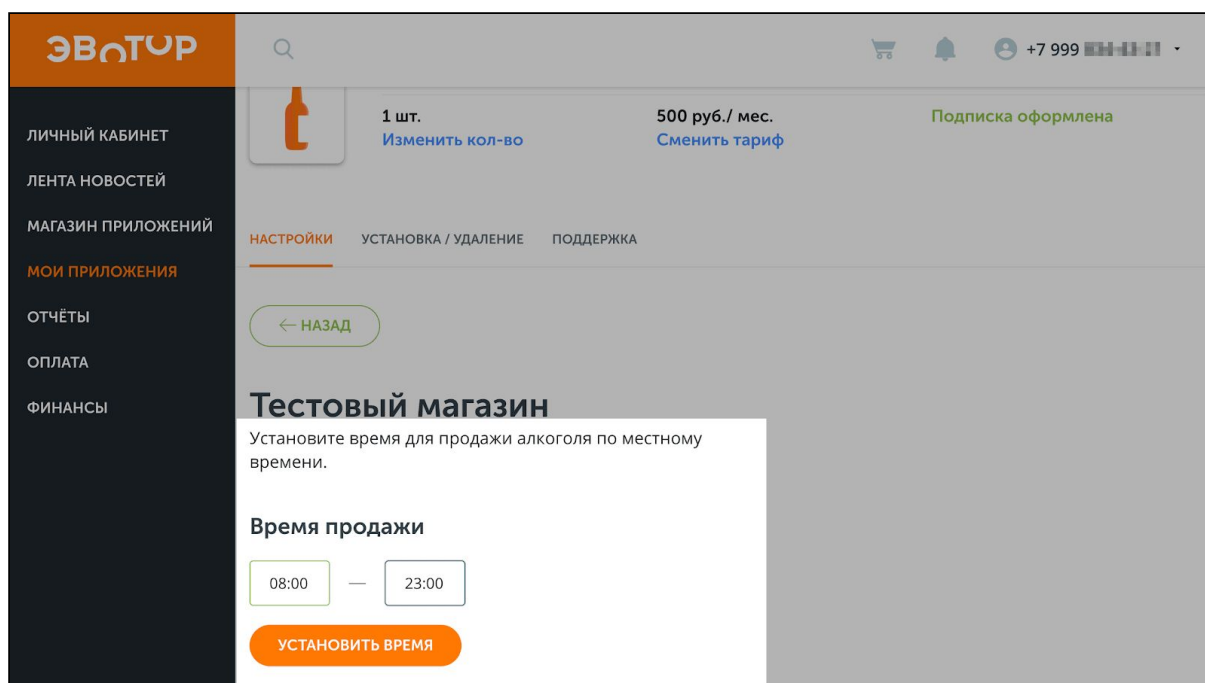 ЭВОТОР
+7 999
ЛИЧНЫЙ КАБИНЕТ
ЛЕНТА НОВОСТЕЙ
МАГАЗИН ПРИЛОЖЕНИЙ
МОИ ПРИЛОЖЕНИЯ
ОТЧЁТЫ
ОПЛАТА
ФИНАНСЫ
1 шт. 500 руб./ мес. Подписка оформлена
Изменить кол-во Сменить тариф
НАСТРОЙКИ УСТАНОВКА / УДАЛЕНИЕ ПОДДЕРЖКА
← НАЗАД
Тестовый магазин
Установите время для продажи алкоголя по местному
времени.
Время продажи
08:00 — 23:00
УСТАНОВИТЬ ВРЕМЯ